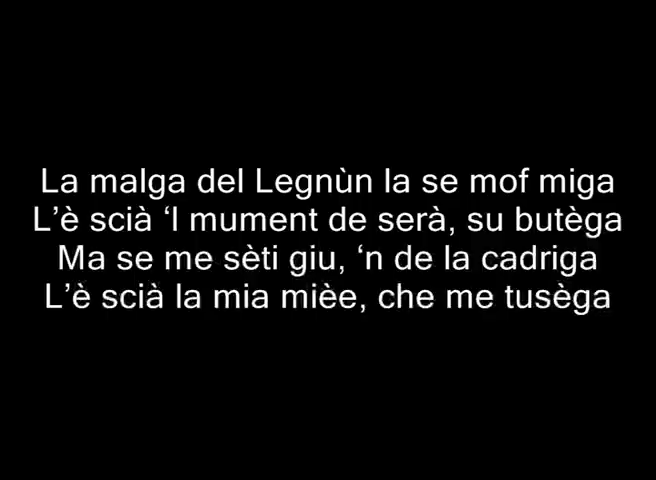 La malga del Legnùn la se mof miga
L’è scià ‘l mument de serà, su butèga
Ma se me sèti giu, ‘n de la cadriga
L’è scià la mia mièe, che me tusèga